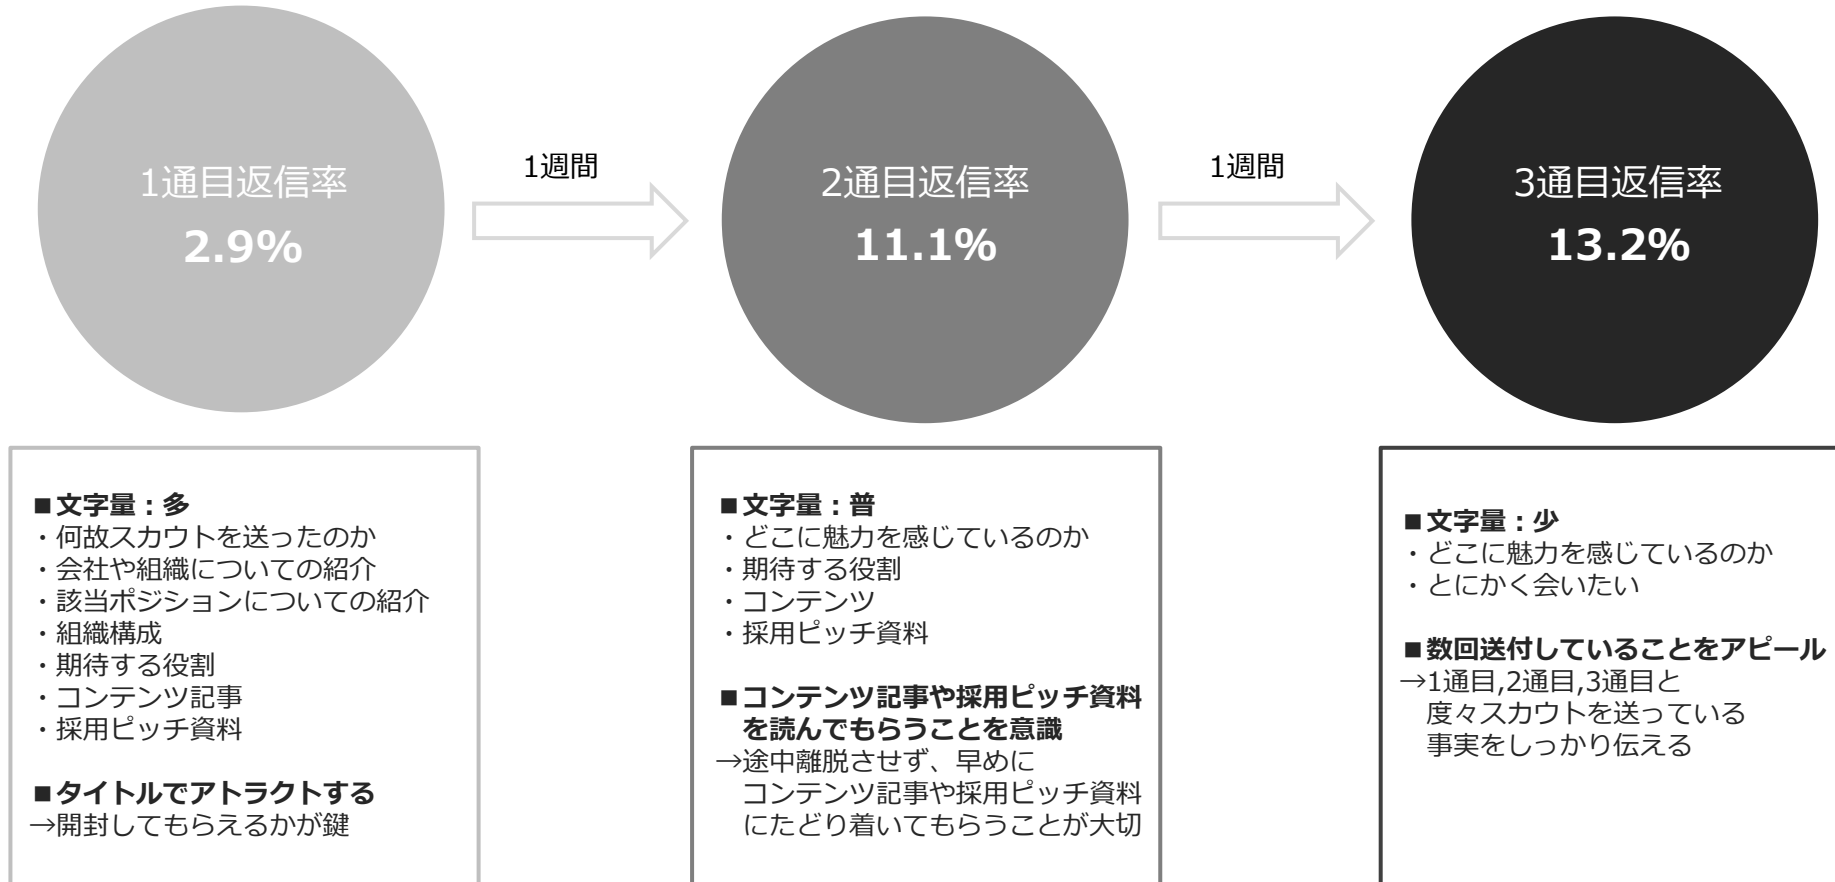 1通目返信率
2.9%
1週間
2通目返信率
11.1%
1週間
3通目返信率
13.2%
■文字量：多
・何故スカウトを送ったのか
・会社や組織についての紹介
・該当ポジションについての紹介
・組織構成
・期待する役割
・コンテンツ記事
・採用ピッチ資料
■タイトルでアトラクトする
→開封してもらえるかが鍵
■文字量：普
・どこに魅力を感じているのか
・期待する役割
・コンテンツ
・採用ピッチ資料
■コンテンツ記事や採用ピッチ資料
を読んでもらうことを意識
→途中離脱させず、早めに
コンテンツ記事や採用ピッチ資料
にたどり着いてもらうことが大切
■文字量：少
・どこに魅力を感じているのか
・とにかく会いたい
■数回送付していることをアピール
→1通目,2通目,3通目と
度々スカウトを送っている
事実をしっかり伝える